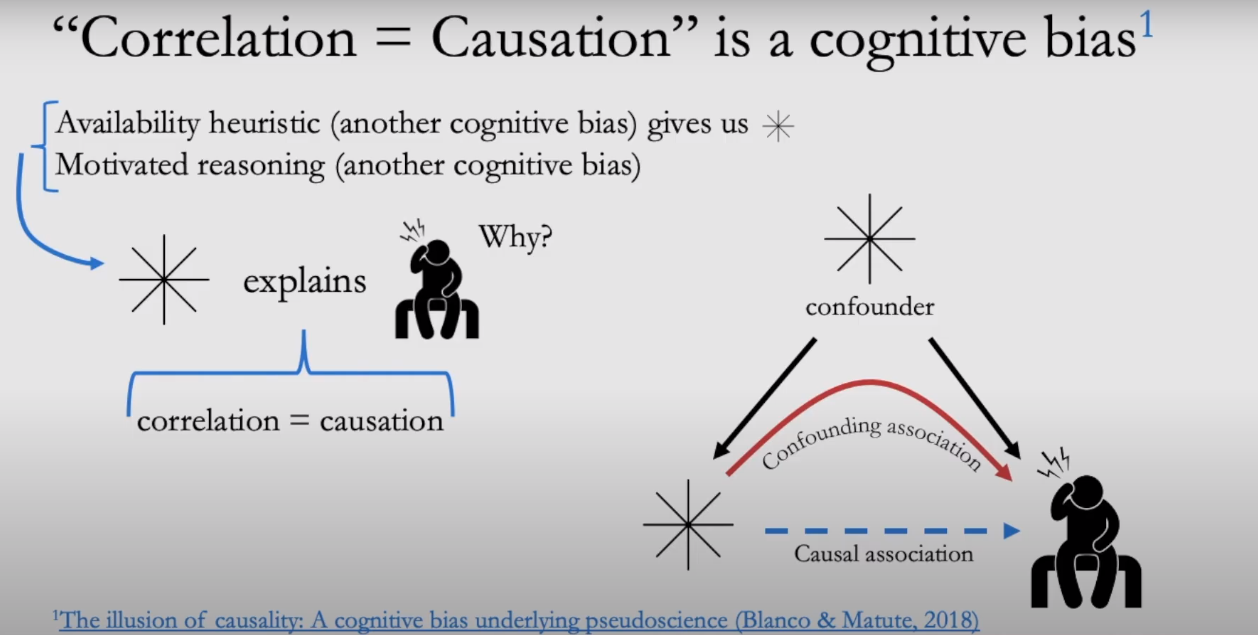 “Correlation = Causation” is a cognitive bias1
Availability heuristic (another cognitive bias) gives us
Motivated reasoning (another cognitive bias)
Why?
explains
correlation = causation
confounder
Confounding association
Causal association
1The illusion of causality: A cognitive bias underlying pseudoscience (Blanco & Matute, 2018)